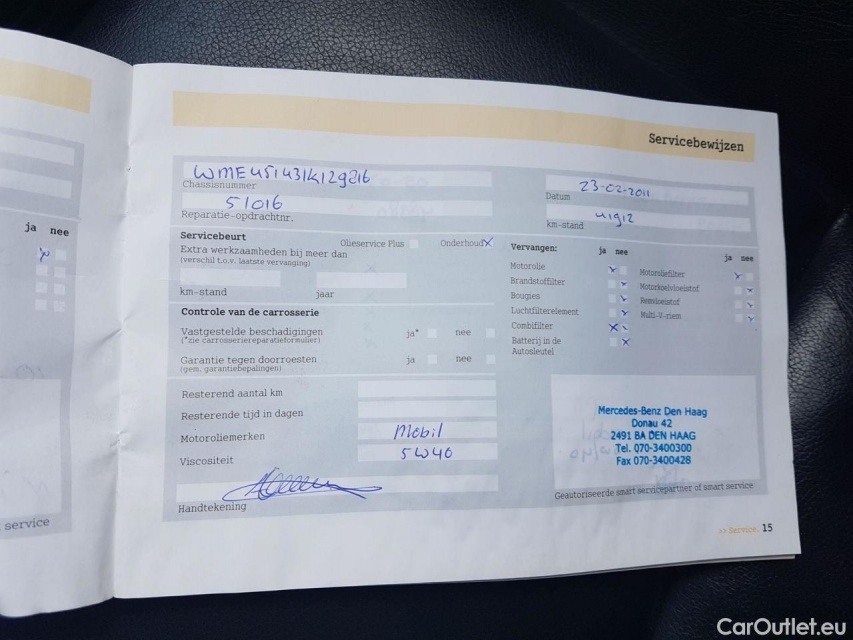 Servicebewijzen
ja nee
service
WME4514311K129816
Chassisnummer
51016
Reparatie-opdrachtnr.
23-02-2011
Datum
km-stand
Servicebeurt
Olieservice Plus
Onderhoud X
Extra werkzaamheden bij meer dan
(verschil t.o.v. laatste vervanging)
km-stand
jaar
Controle van de carrosserie
Vastgestelde beschadigingen
ja* nee
(*zie carrosseriereparatieformulier)
Garantie tegen doorroesten
ja nee
(gem. garantiebepalingen)
Vervangen:
ja nee
ja nee
Motorolie
Brandstoffilter
Bougies
Luchtfilterelement
Combifilter
Batterij in de
Autosleutel
Motoroliefilter
Motorkoelvloeistof
Remvloeistof
Multi-V-riem
Resterend aantal km
Resterende tijd in dagen
Motoroliemerken
Mobil
Viscositeit
5W40
Handtekening
Mercedes-Benz Den Haag
Donau 42
2491 BA DEN HAAG
Tel. 070-3400300
Fax 070-3400428
Geautoriseerde smart servicepartner of smart service
>> Service 15
CarOutlet.eu